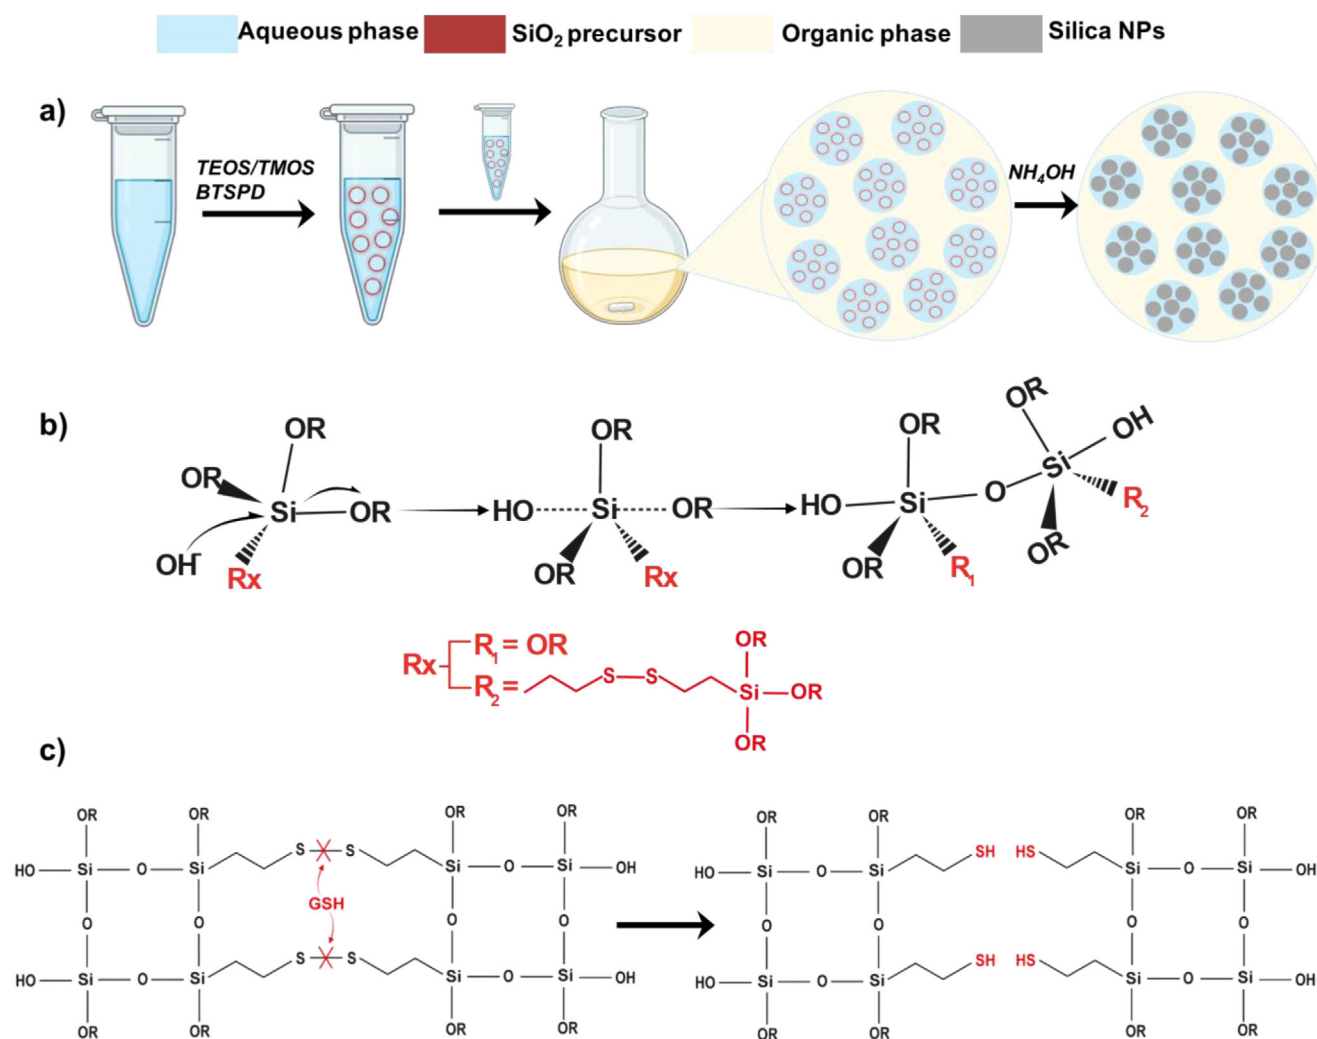 Aqueous phase SiO₂ precursor Organic phase Silica NPs
a)
TEOS/TMOS
BTSPD
NH₄OH
b)
OR
OR
Si
OR
OH⁻
Rx
OR
HO Si OR
OR
Rx
OR
HO Si O
OR
R₁
OR
OH
Si
R₂
OR
Rx
R₁ = OR
R₂ =
S S
Si
OR
OR
OR
c)
OR OR OR OR
HO Si O Si S S Si O Si OH
GSH
O O O O
HO Si O Si S S Si O Si OH
OR OR OR OR
OR OR OR OR
HO Si O Si SH HS Si O Si OH
O O O O
HO Si O Si SH HS Si O Si OH
OR OR OR OR